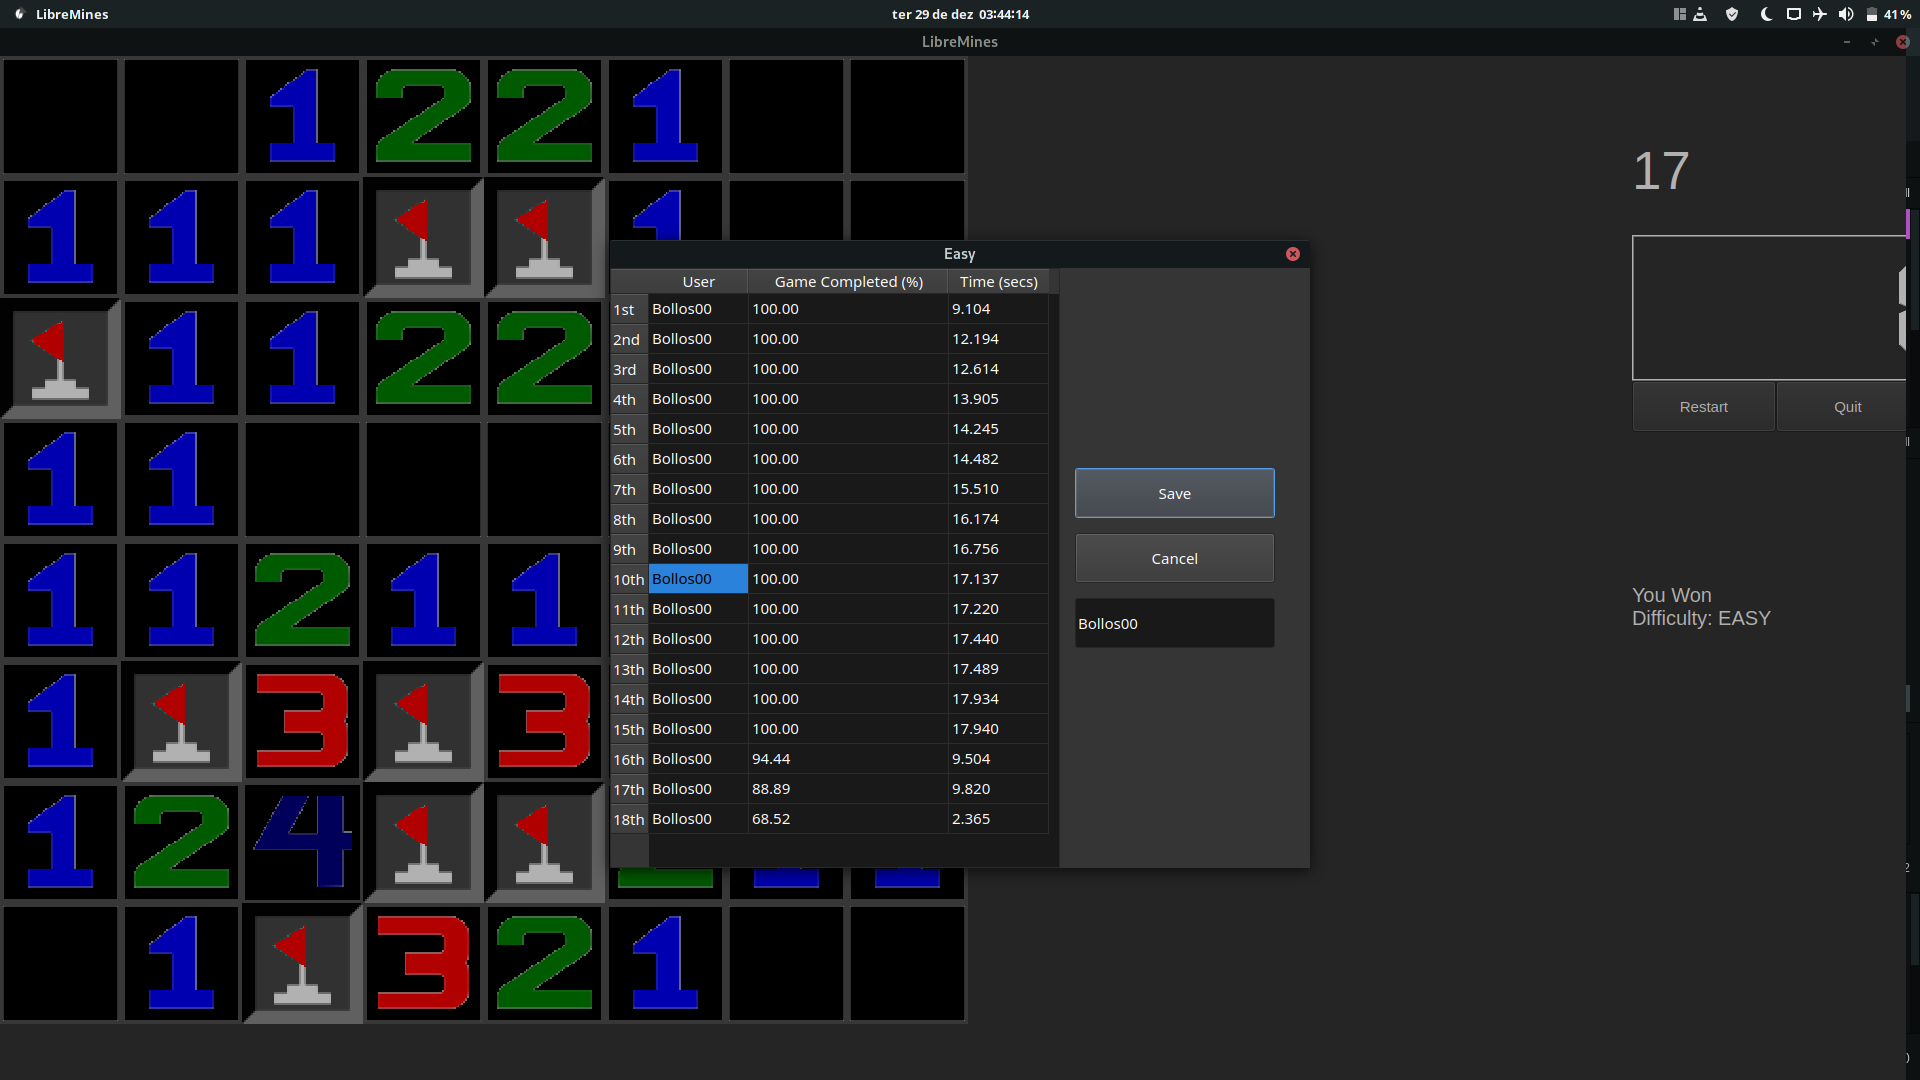 LibreMines
ter 29 de dez 03:44:14
41%
LibreMines
1 2 2 1
1 1 1 1
1 1 2 2
1 1
1 1 2 1 1
1 3 3
1 2 4
1 3 2 1
Easy
User Game Completed (%) Time (secs)
1st Bollos00 100.00 9.104
2nd Bollos00 100.00 12.194
3rd Bollos00 100.00 12.614
4th Bollos00 100.00 13.905
5th Bollos00 100.00 14.245
6th Bollos00 100.00 14.482
7th Bollos00 100.00 15.510
8th Bollos00 100.00 16.174
9th Bollos00 100.00 16.756
10th Bollos00 100.00 17.137
11th Bollos00 100.00 17.220
12th Bollos00 100.00 17.440
13th Bollos00 100.00 17.489
14th Bollos00 100.00 17.934
15th Bollos00 100.00 17.940
16th Bollos00 94.44 9.504
17th Bollos00 88.89 9.820
18th Bollos00 68.52 2.365
Save
Cancel
Bollos00
17
Restart
Quit
You Won
Difficulty: EASY